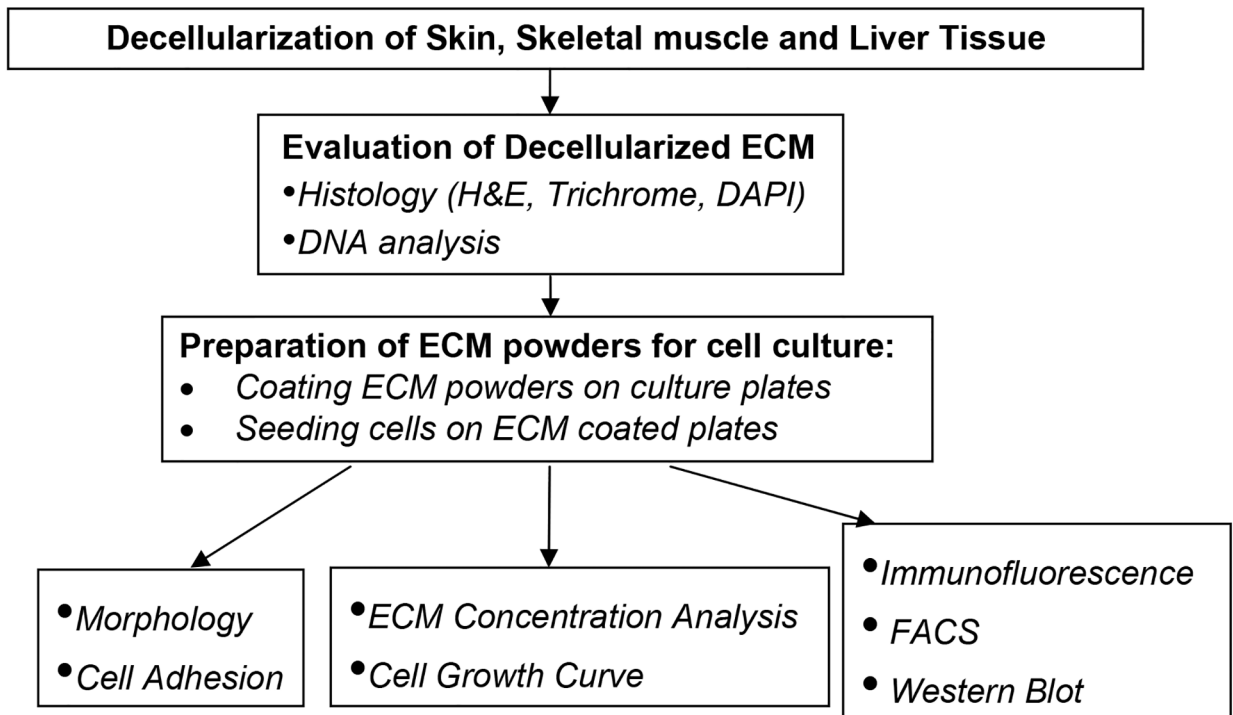 Decellularization of Skin, Skeletal muscle and Liver Tissue
Evaluation of Decellularized ECM
•Histology (H&E, Trichrome, DAPI)
•DNA analysis
Preparation of ECM powders for cell culture:
• Coating ECM powders on culture plates
• Seeding cells on ECM coated plates
•Morphology
•Cell Adhesion
•ECM Concentration Analysis
•Cell Growth Curve
•Immunofluorescence
• FACS
• Western Blot